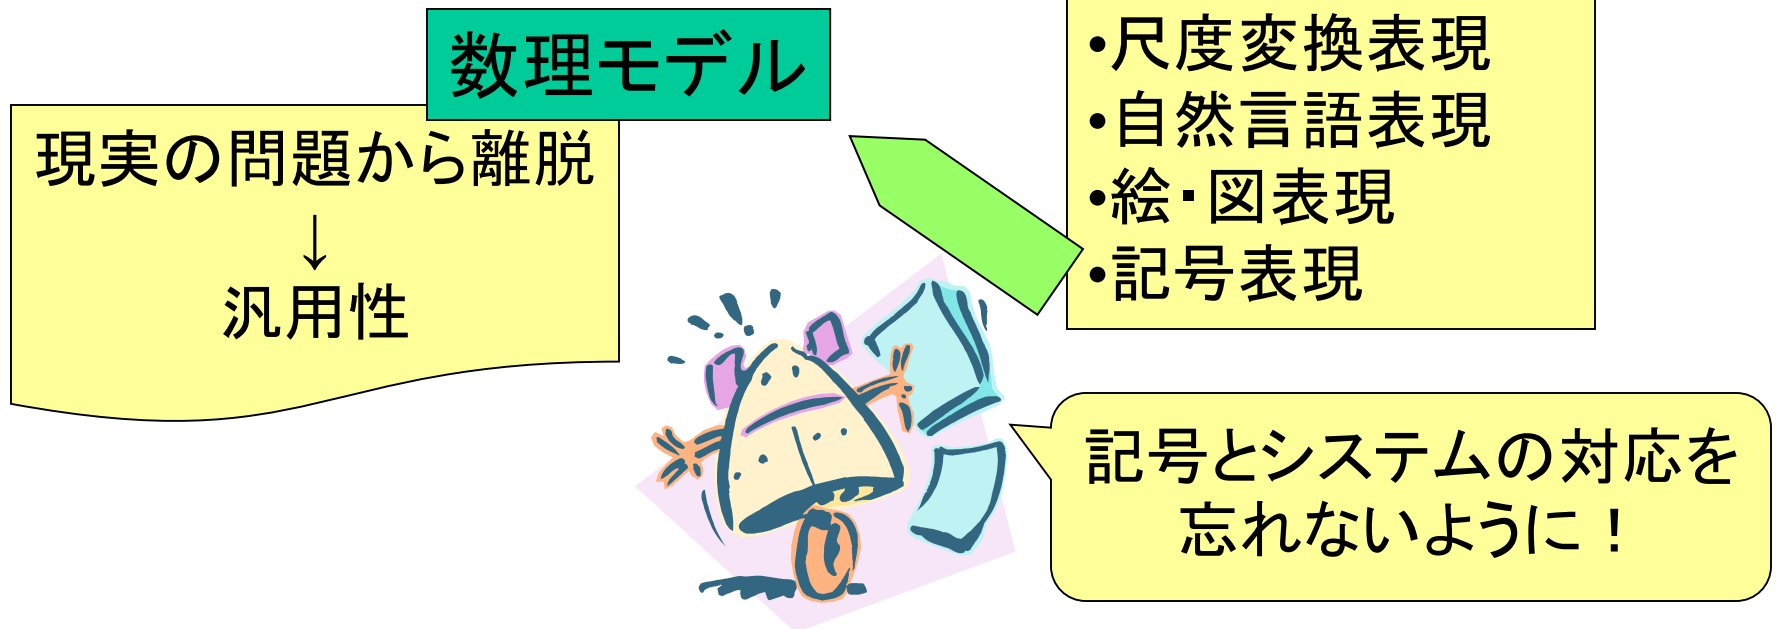 数理モデル
現実の問題から離脱
↓
汎用性
•尺度変換表現
•自然言語表現
•絵・図表現
•記号表現
記号とシステムの対応を
忘れないように！